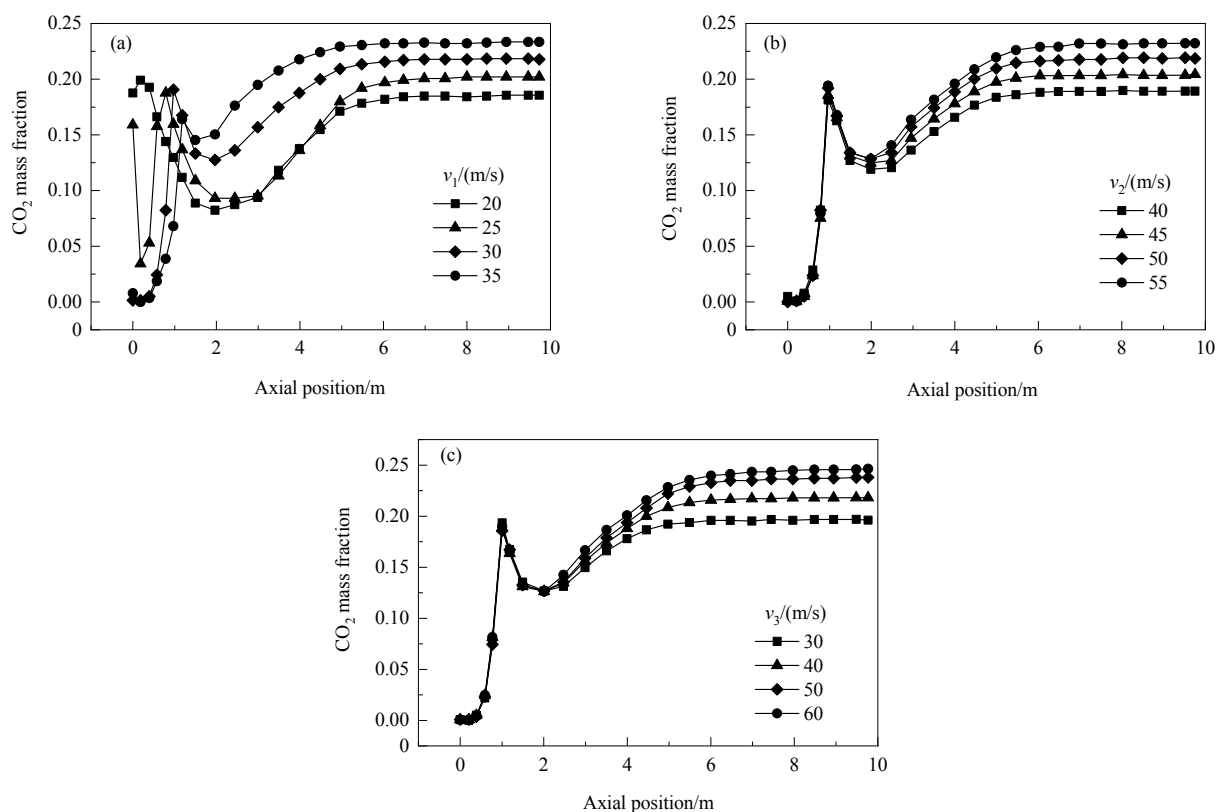 (a)
0.25
0.20
0.15
0.10
0.05
0.00
0
CO2 mass fraction
v1/(m/s)
20
25
30
35
0 2 4 6 8 10
Axial position/m
(b)
0.25
0.20
0.15
0.10
0.05
0.00
0
CO2 mass fraction
v2/(m/s)
40
45
50
55
0 2 4 6 8 10
Axial position/m
(c)
0.25
0.20
0.15
0.10
0.05
0.00
0
CO2 mass fraction
v3/(m/s)
30
40
50
60
0 2 4 6 8 10
Axial position/m